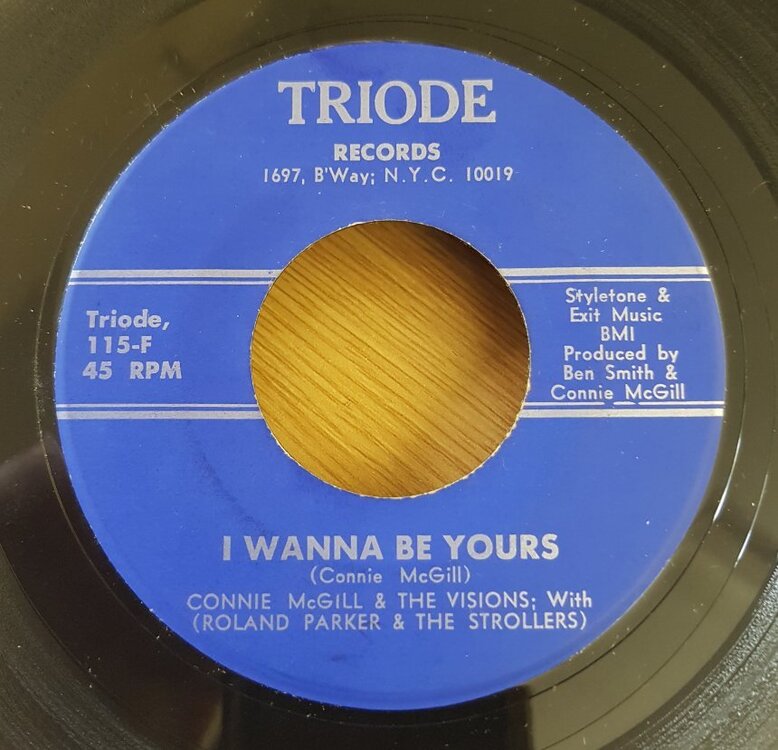 TRIODE
RECORDS
1697, B'Way; N.Y.C. 10019
Triode,
115-F
45 RPM
Styletone &
Exit Music
BMI
Produced by
Ben Smith &
Connie McGill
I WANNA BE YOURS
(Connie McGill)
CONNIE McGILL & THE VISIONS; With
(ROLAND PARKER & THE STROLLERS)